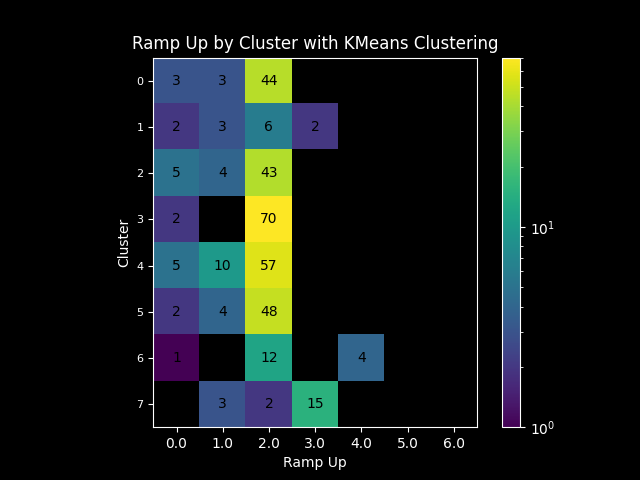 Ramp Up by Cluster with KMeans Clustering
0 3 3 44
1 2 3 6 2
2 5 4 43
3 2 70
4 5 10 57
5 2 4 48
6 1 12 4
7 3 2 15
Cluster
0.0 1.0 2.0 3.0 4.0 5.0 6.0
Ramp Up
10¹
10⁰